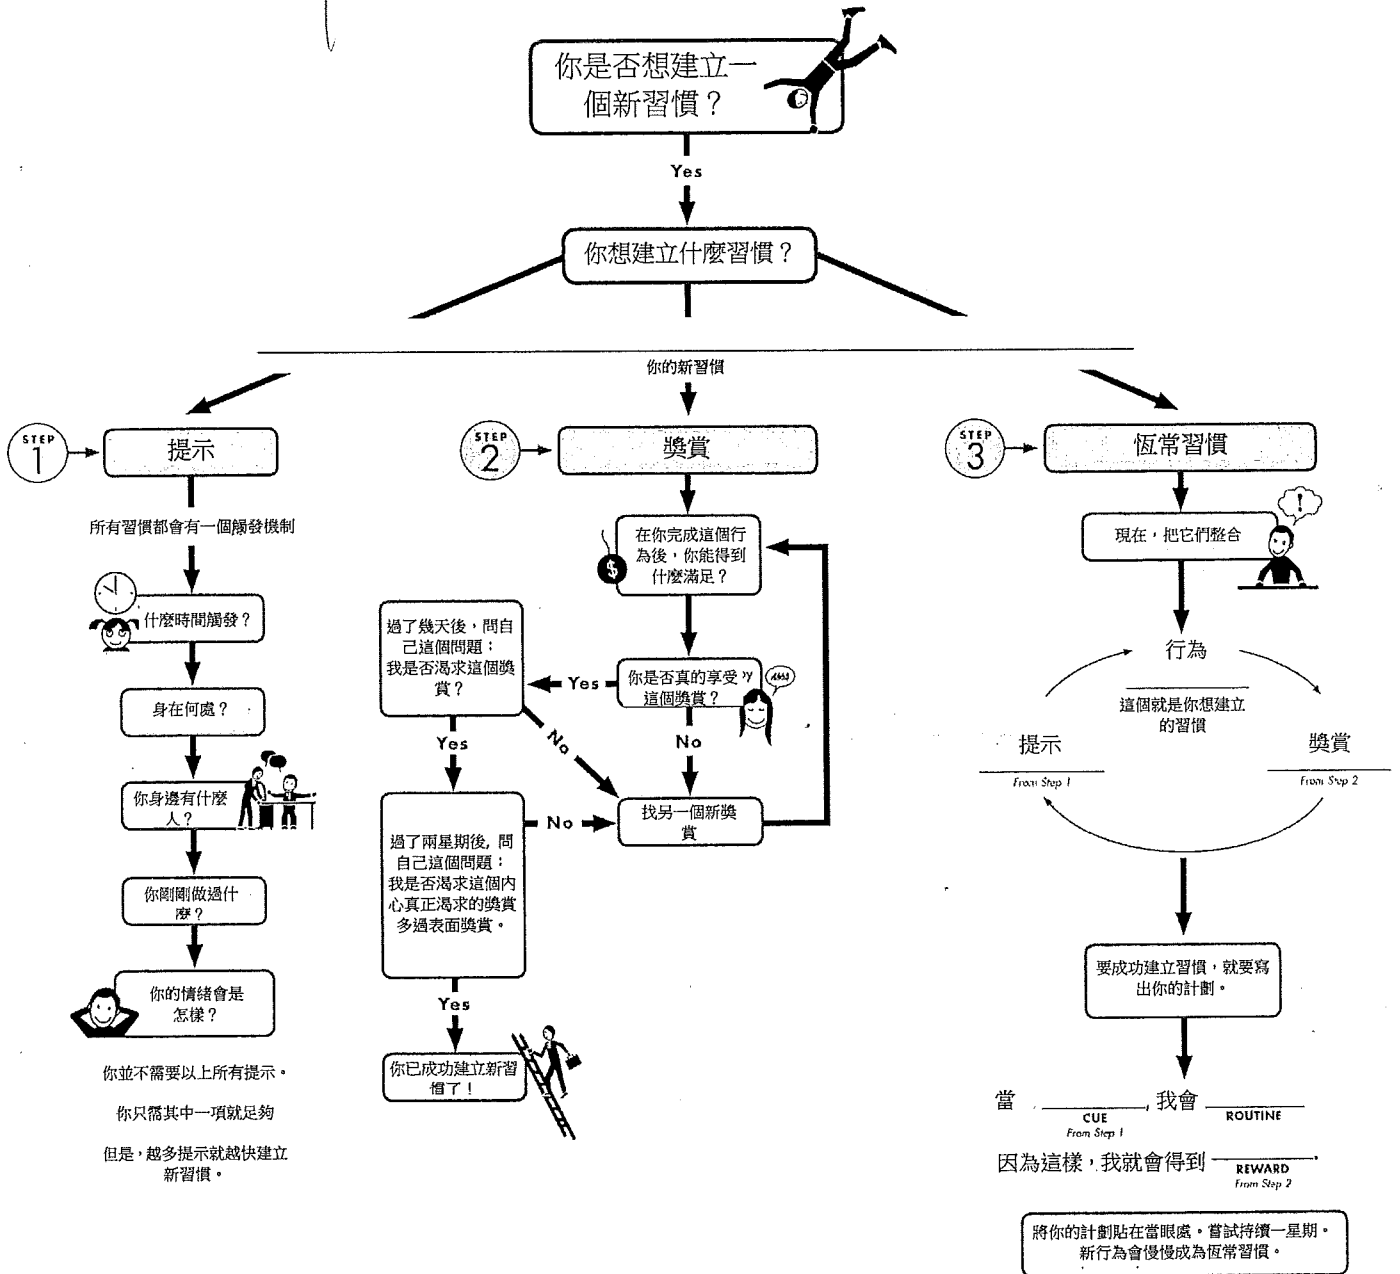 你是否想建立一
個新習慣？
Yes
你想建立什麼習慣？
你的新習慣
STEP
1
提示
所有習慣都會有一個觸發機制
什麼時間觸發？
身在何處？
你身邊有什麼
人？
你剛剛做過什
麼？
你的情緒會是
怎樣？
你並不需要以上所有提示。
你只需其中一項就足夠
但是，越多提示就越快建立
新習慣。
STEP
2
獎賞
在你完成這個行
為後，你能得到
什麼滿足？
$
你是否真的享受
這個獎賞？
Yes
No
過了幾天後，問自
己這個問題：
我是否渴求這個獎
賞？
Yes
No
找另一個新獎
賞
過了兩星期後, 問
自己這個問題：
我是否渴求這個內
心真正渴求的獎賞
多過表面獎賞。
No
Yes
你已成功建立新習
慣了！
STEP
3
恆常習慣
現在，把它們整合
!
行為
這個就是你想建立
的習慣
提示
From Step 1
獎賞
From Step 2
要成功建立習慣，就要寫
出你的計劃。
當 , 我會
CUE
From Step 1
ROUTINE
因為這樣，我就會得到 .
REWARD
From Step 2
將你的計劃貼在當眼處。嘗試持續一星期。
新行為會慢慢成為恆常習慣。